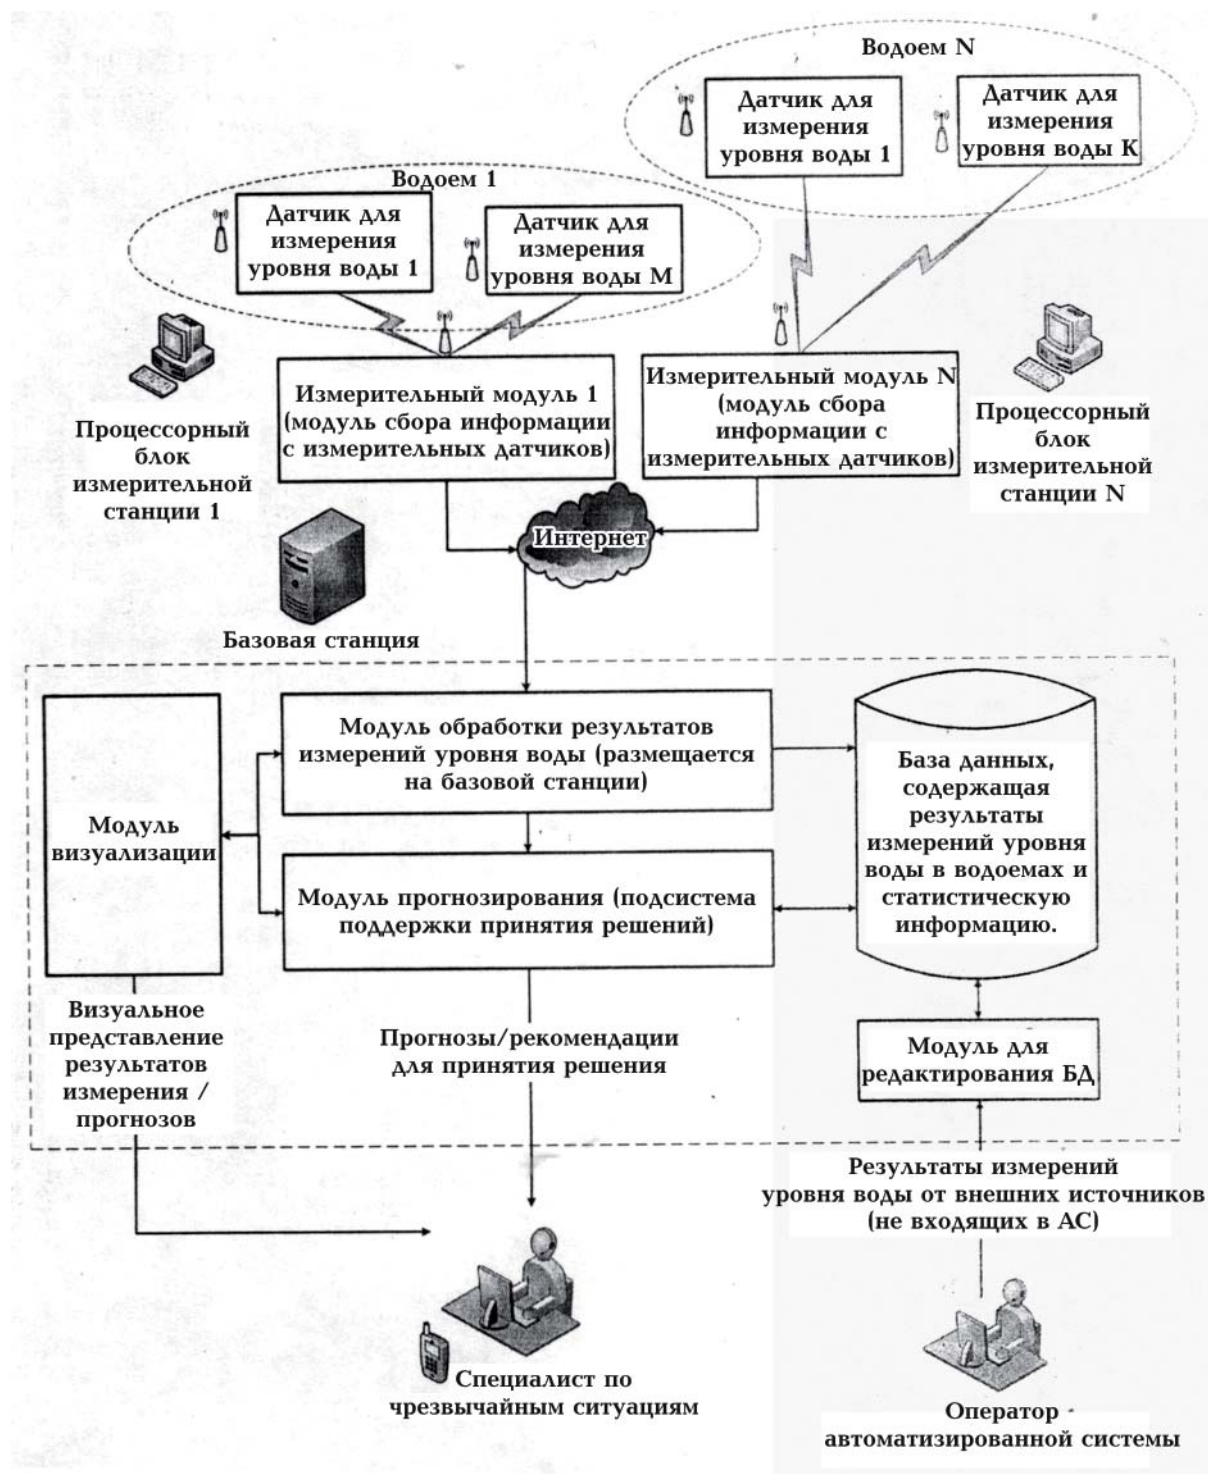 Водоем N
Датчик для
измерения
уровня воды 1
Датчик для
измерения
уровня воды К
Водоем 1
Датчик для
измерения
уровня воды 1
Датчик для
измерения
уровня воды М
Процессорный
блок
измерительной
станции 1
Измерительный модуль 1
(модуль сбора информации
с измерительных датчиков)
Измерительный модуль N
(модуль сбора
информации с
измерительных датчиков)
Процессорный
блок
измерительной
станции N
Интернет
Базовая станция
Модуль
визуализации
Модуль обработки результатов
измерений уровня воды (размещается
на базовой станции)
Модуль прогнозирования (подсистема
поддержки принятия решений)
База данных,
содержащая
результаты
измерений уровня
воды в водоемах и
статистическую
информацию.
Визуальное
представление
результатов
измерения /
прогнозов
Прогнозы/рекомендации
для принятия решения
Модуль для
редактирования БД
Результаты измерений
уровня воды от внешних источников
(не входящих в АС)
Специалист по
чрезвычайным ситуациям
Оператор
автоматизированной системы